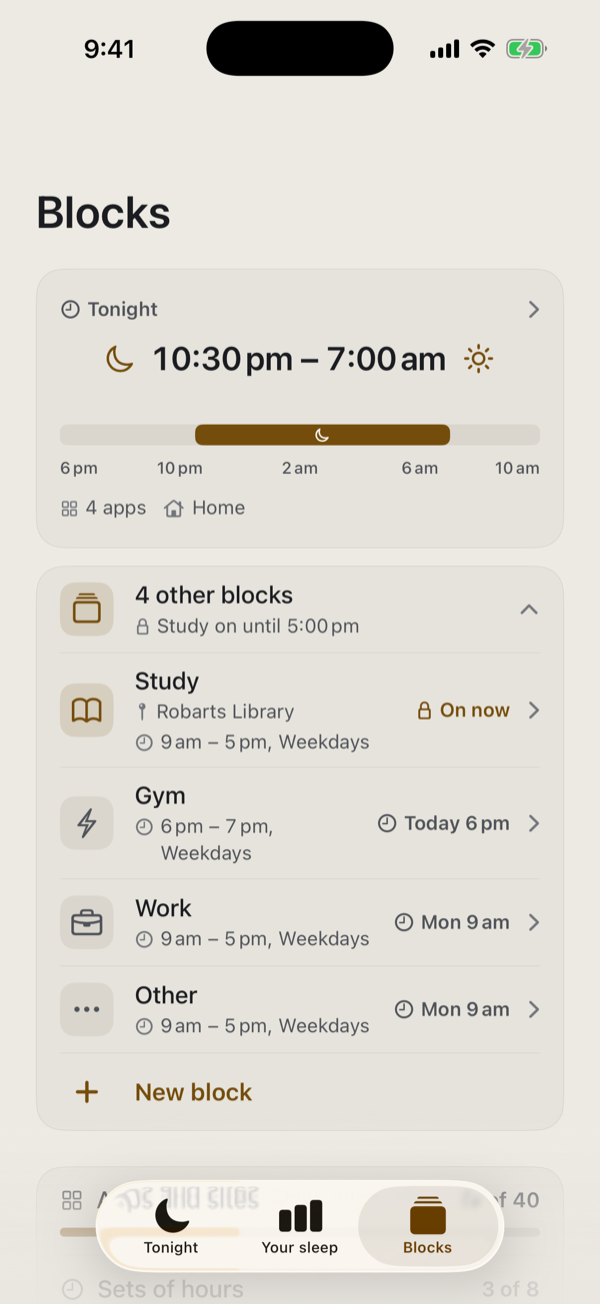 9:41
Blocks
Tonight
10:30 pm – 7:00 am
6 pm 10 pm 2 am 6 am 10 am
4 apps Home
4 other blocks
Study on until 5:00 pm
Study
Robarts Library
On now
9 am – 5 pm, Weekdays
Gym
6 pm – 7 pm,
Weekdays
Today 6 pm
Work
9 am – 5 pm, Weekdays
Mon 9 am
Other
9 am – 5 pm, Weekdays
Mon 9 am
New block
of 40
Tonight Your sleep Blocks
Sets of hours 3 of 8